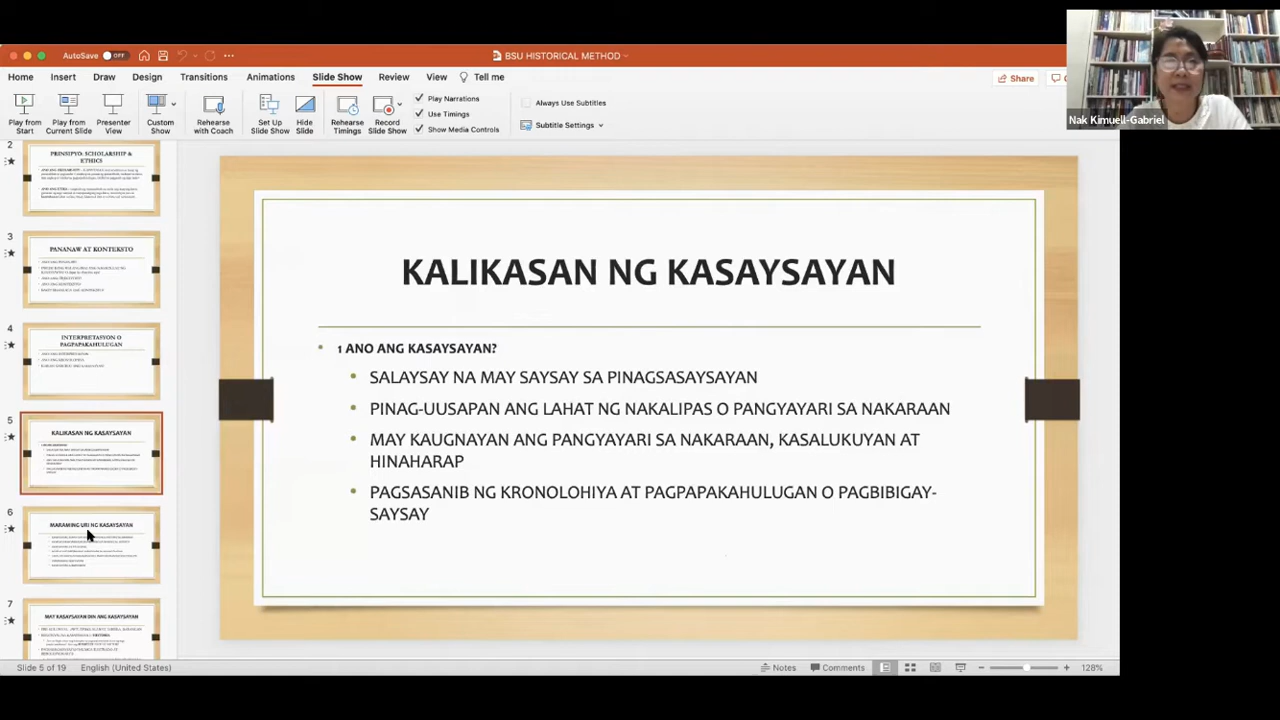 AutoSave OFF
BSU HISTORICAL METHOD
Home Insert Draw Design Transitions Animations Slide Show Review View Tell me
Share
Play from Start
Play from Current Slide
Presenter View
Custom Show
Rehearse with Coach
Set Up Slide Show
Hide Slide
Rehearse Timings
Record Slide Show
Play Narrations
Use Timings
Show Media Controls
Always Use Subtitles
Subtitle Settings
Nak Kimuell-Gabriel
2
PRINSIPYO: SCHOLARSHIP &
ETHICS
3
PANANAW AT KONTEKSTO
4
INTERPRETASYON O
PAGPAPAKAHULUGAN
5
KALIKASAN NG KASAYSAYAN
6
MARAMING URI NG KASAYSAYAN
7
MAY KASAYSAYAN DIN ANG KASAYSAYAN
KALIKASAN NG KASAYSAYAN
1 ANO ANG KASAYSAYAN?
SALAYSAY NA MAY SAYSAY SA PINAGSASAYSAYAN
PINAG-UUSAPAN ANG LAHAT NG NAKALIPAS O PANGYAYARI SA NAKARAAN
MAY KAUGNAYAN ANG PANGYAYARI SA NAKARAAN, KASALUKUYAN AT
HINAHARAP
PAGSASANIB NG KRONOLOHIYA AT PAGPAPAKAHULUGAN O PAGBIBIGAY-
SAYSAY
Slide 5 of 19 English (United States)
Notes Comments 128%